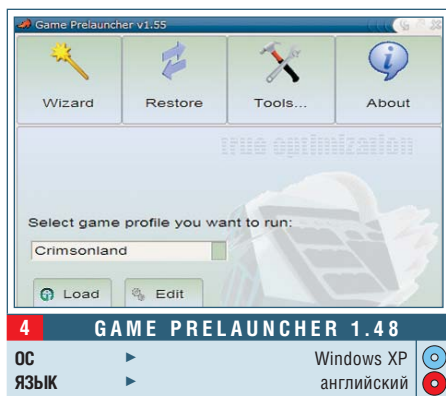 Game Prelauncher v1.55
Wizard Restore Tools... About
true optimization
Select game profile you want to run:
Crimsonland
Load Edit
4 GAME PRELAUNCHER 1.48
ОС Windows XP
ЯЗЫК английский